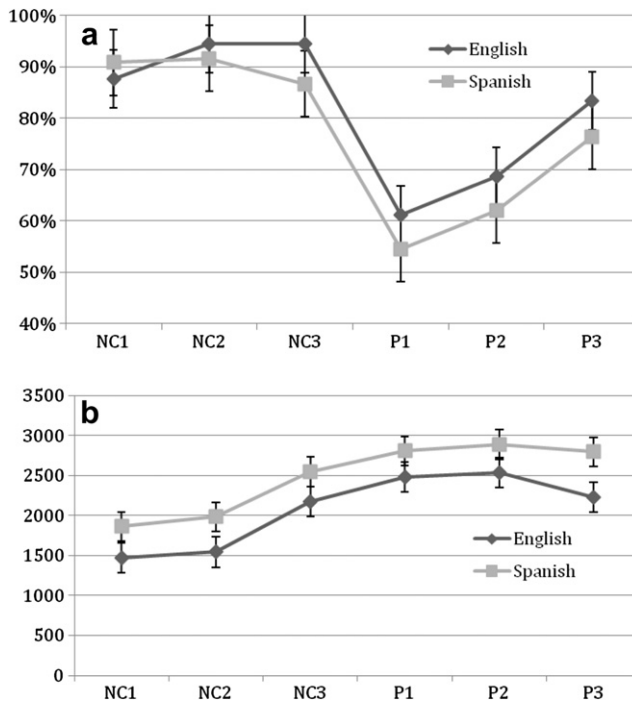 100%
a
English
90%
Spanish
80%
70%
60%
50%
40%
NC1 NC2 NC3 P1 P2 P3
3500
b
3000
2500
2000
English
1500
Spanish
1000
500
0
NC1 NC2 NC3 P1 P2 P3